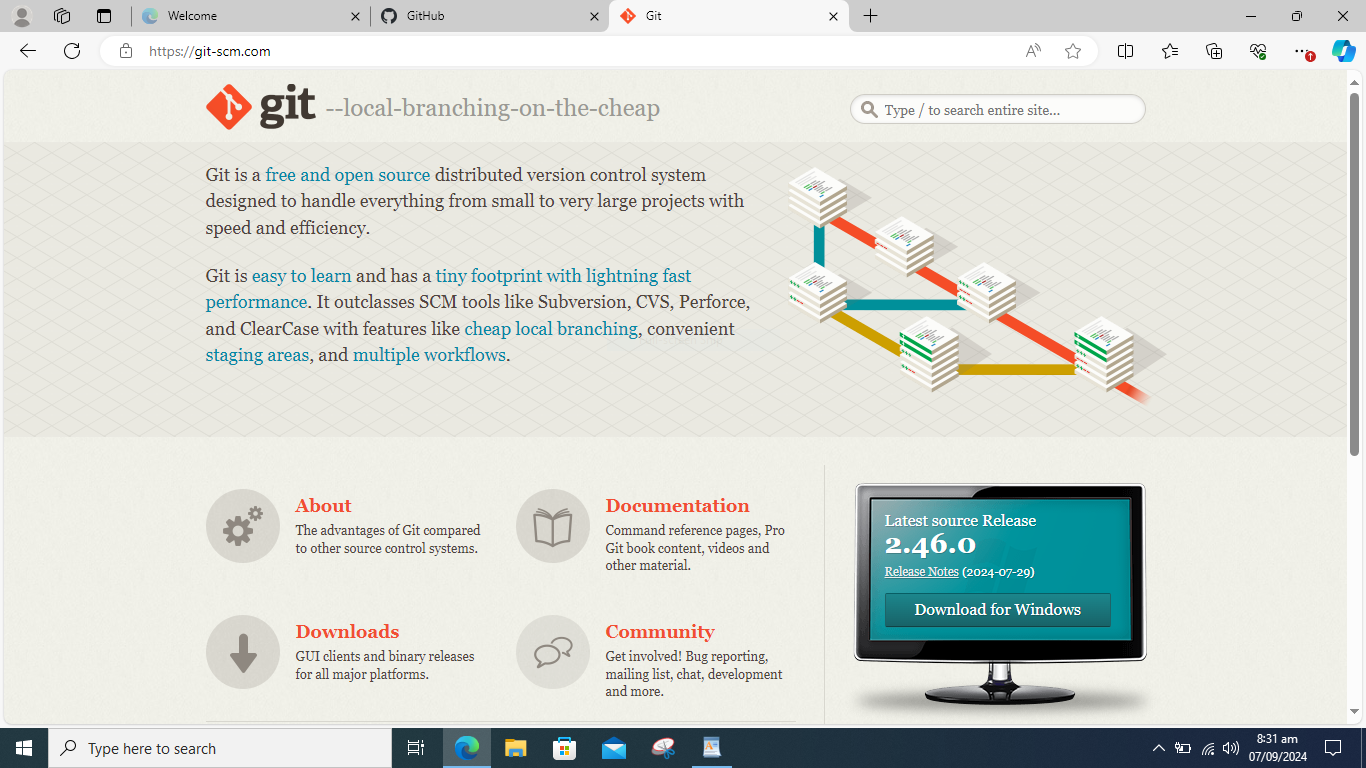 Welcome
GitHub
Git
https://git-scm.com
git --local-branching-on-the-cheap
Type / to search entire site...
Git is a free and open source distributed version control system
designed to handle everything from small to very large projects with
speed and efficiency.
Git is easy to learn and has a tiny footprint with lightning fast
performance. It outclasses SCM tools like Subversion, CVS, Perforce,
and ClearCase with features like cheap local branching, convenient
staging areas, and multiple workflows.
About
The advantages of Git compared
to other source control systems.
Documentation
Command reference pages, Pro
Git book content, videos and
other material.
Downloads
GUI clients and binary releases
for all major platforms.
Community
Get involved! Bug reporting,
mailing list, chat, development
and more.
Latest source Release
2.46.0
Release Notes (2024-07-29)
Download for Windows
Type here to search
8:31 am
07/09/2024